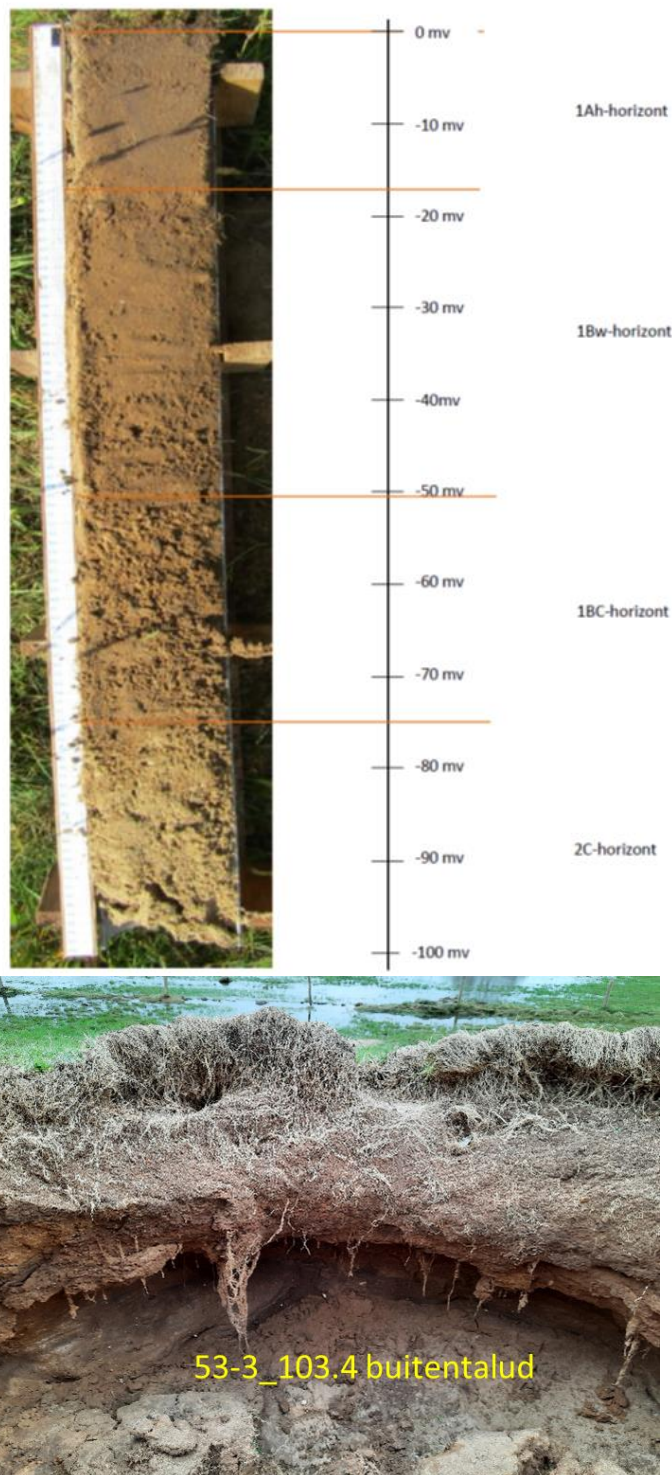 0 mv
1Ah-horizont
-10 mv
-20 mv
-30 mv
1Bw-horizont
-40mv
-50 mv
-60 mv
1BC-horizont
-70 mv
-80 mv
2C-horizont
-90 mv
-100 mv
53-3_103.4 buitentalud